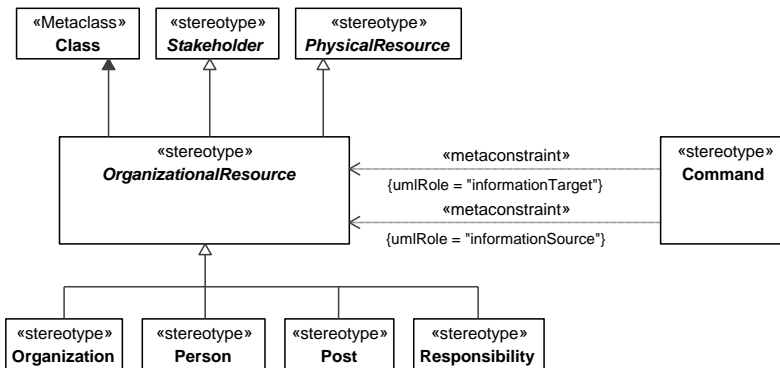 «Metaclass»
Class
«stereotype»
Stakeholder
«stereotype»
PhysicalResource
«stereotype»
OrganizationalResource
«metaconstraint»
{umlRole = "informationTarget"}
«metaconstraint»
{umlRole = "informationSource"}
«stereotype»
Command
«stereotype»
Organization
«stereotype»
Person
«stereotype»
Post
«stereotype»
Responsibility